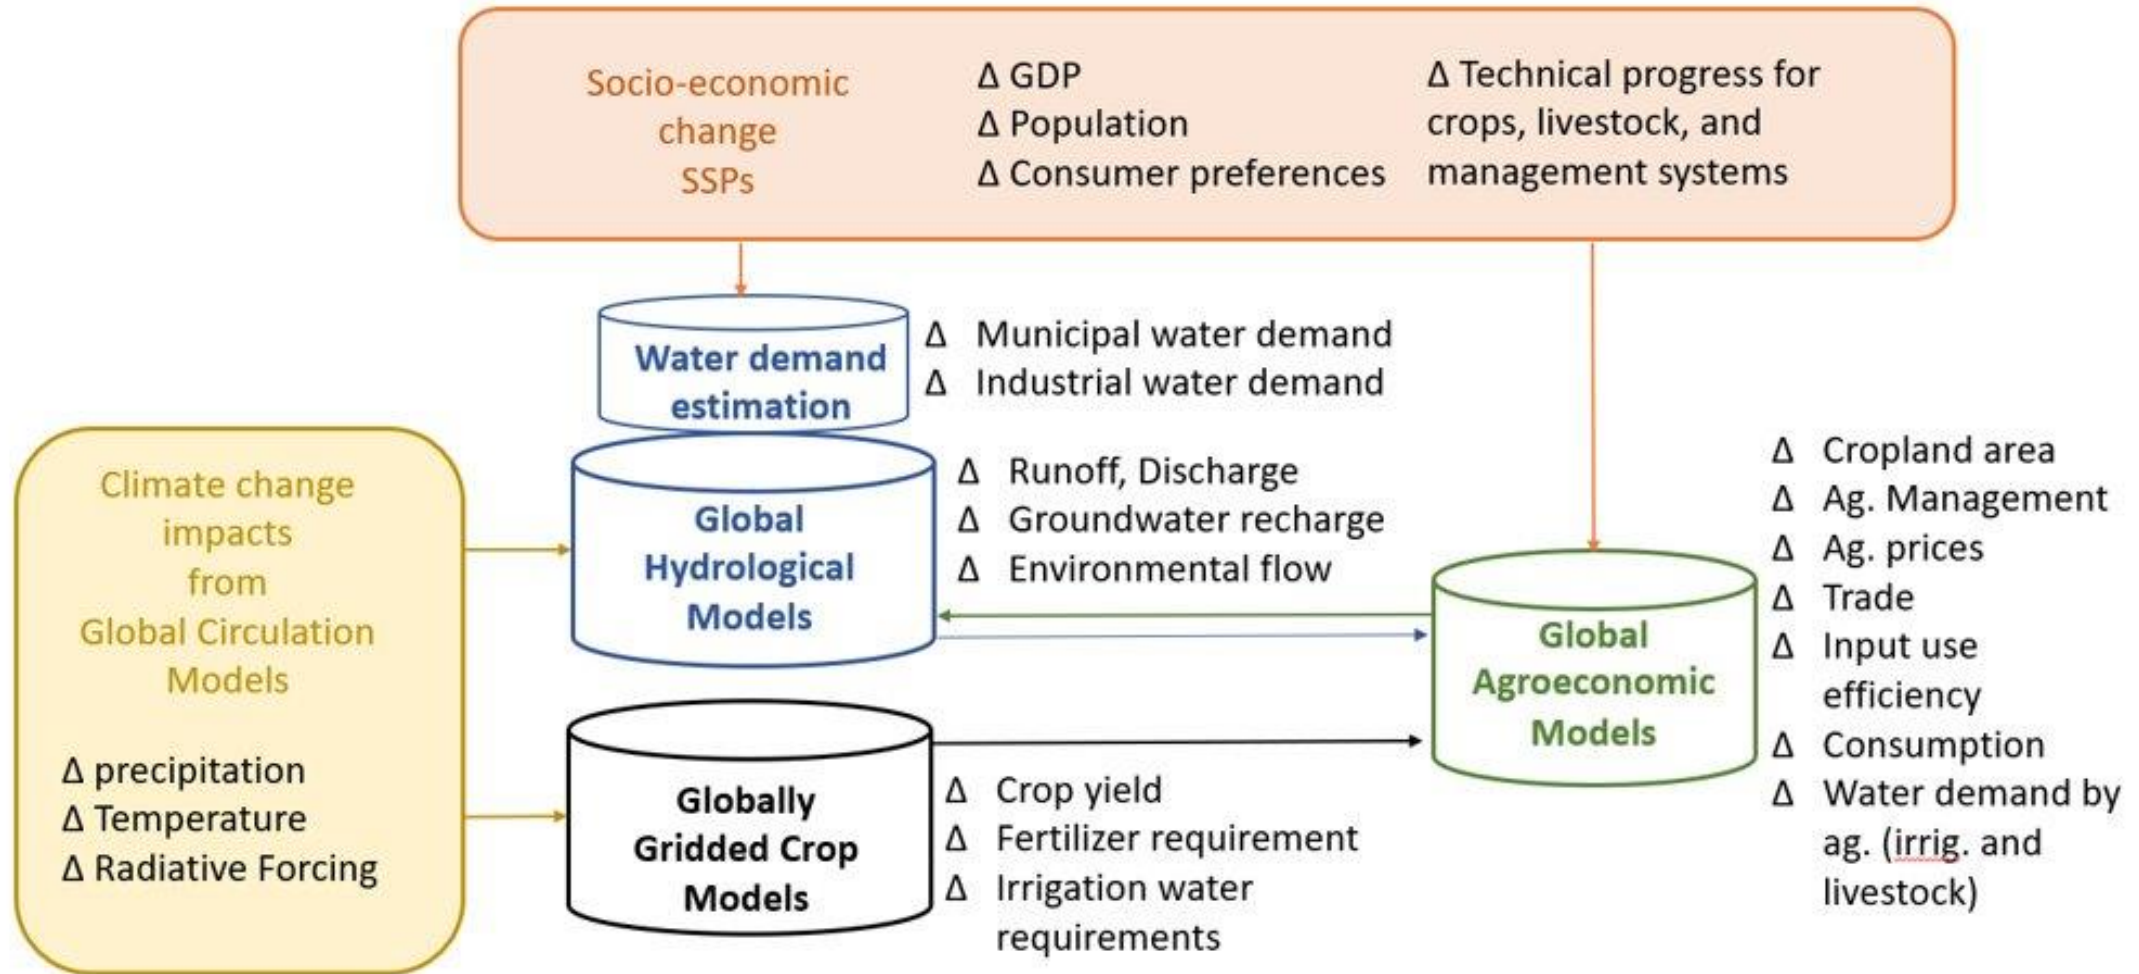 Socio-economic
change
SSPs
Δ GDP
Δ Population
Δ Consumer preferences
Δ Technical progress for
crops, livestock, and
management systems
Water demand
estimation
Δ Municipal water demand
Δ Industrial water demand
Climate change
impacts
from
Global Circulation
Models
Δ precipitation
Δ Temperature
Δ Radiative Forcing
Global
Hydrological
Models
Δ Runoff, Discharge
Δ Groundwater recharge
Δ Environmental flow
Globally
Gridded Crop
Models
Δ Crop yield
Δ Fertilizer requirement
Δ Irrigation water
requirements
Global
Agroeconomic
Models
Δ Cropland area
Δ Ag. Management
Δ Ag. prices
Δ Trade
Δ Input use
efficiency
Δ Consumption
Δ Water demand by
ag. (irrig. and
livestock)